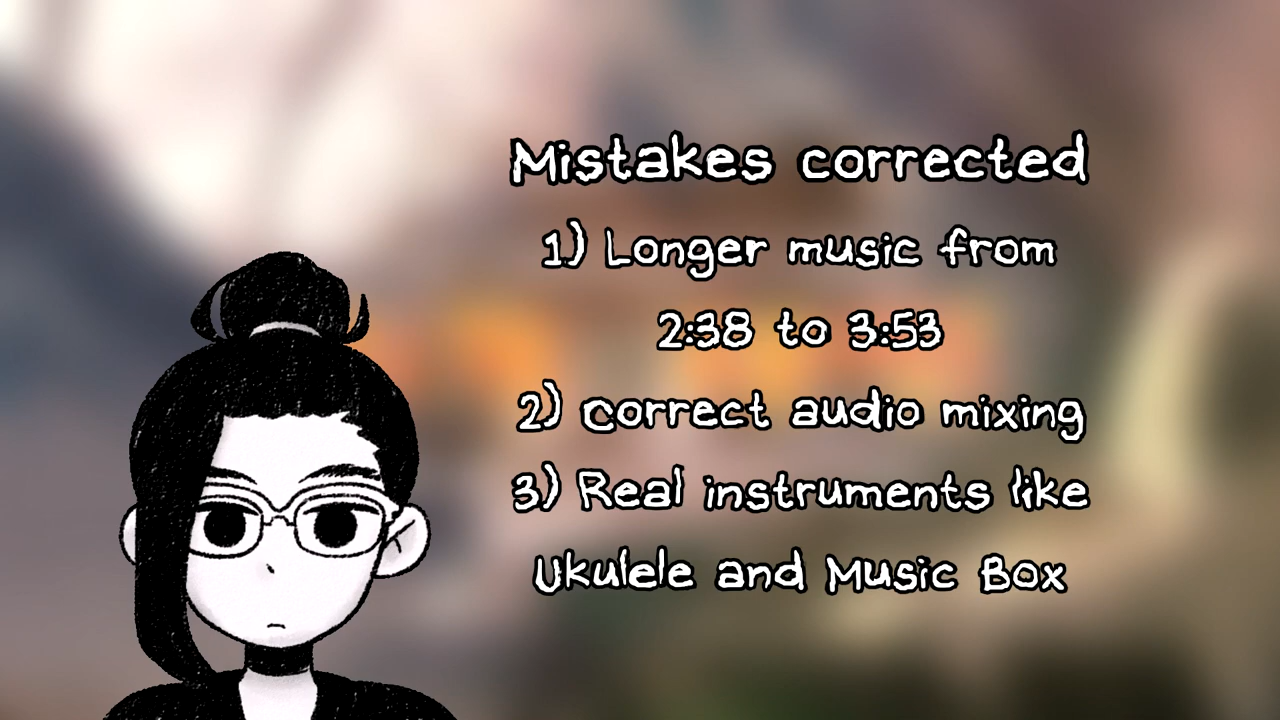 Mistakes corrected
1) Longer music from
2:38 to 3:53
2) Correct audio mixing
3) Real instruments like
Ukulele and Music Box